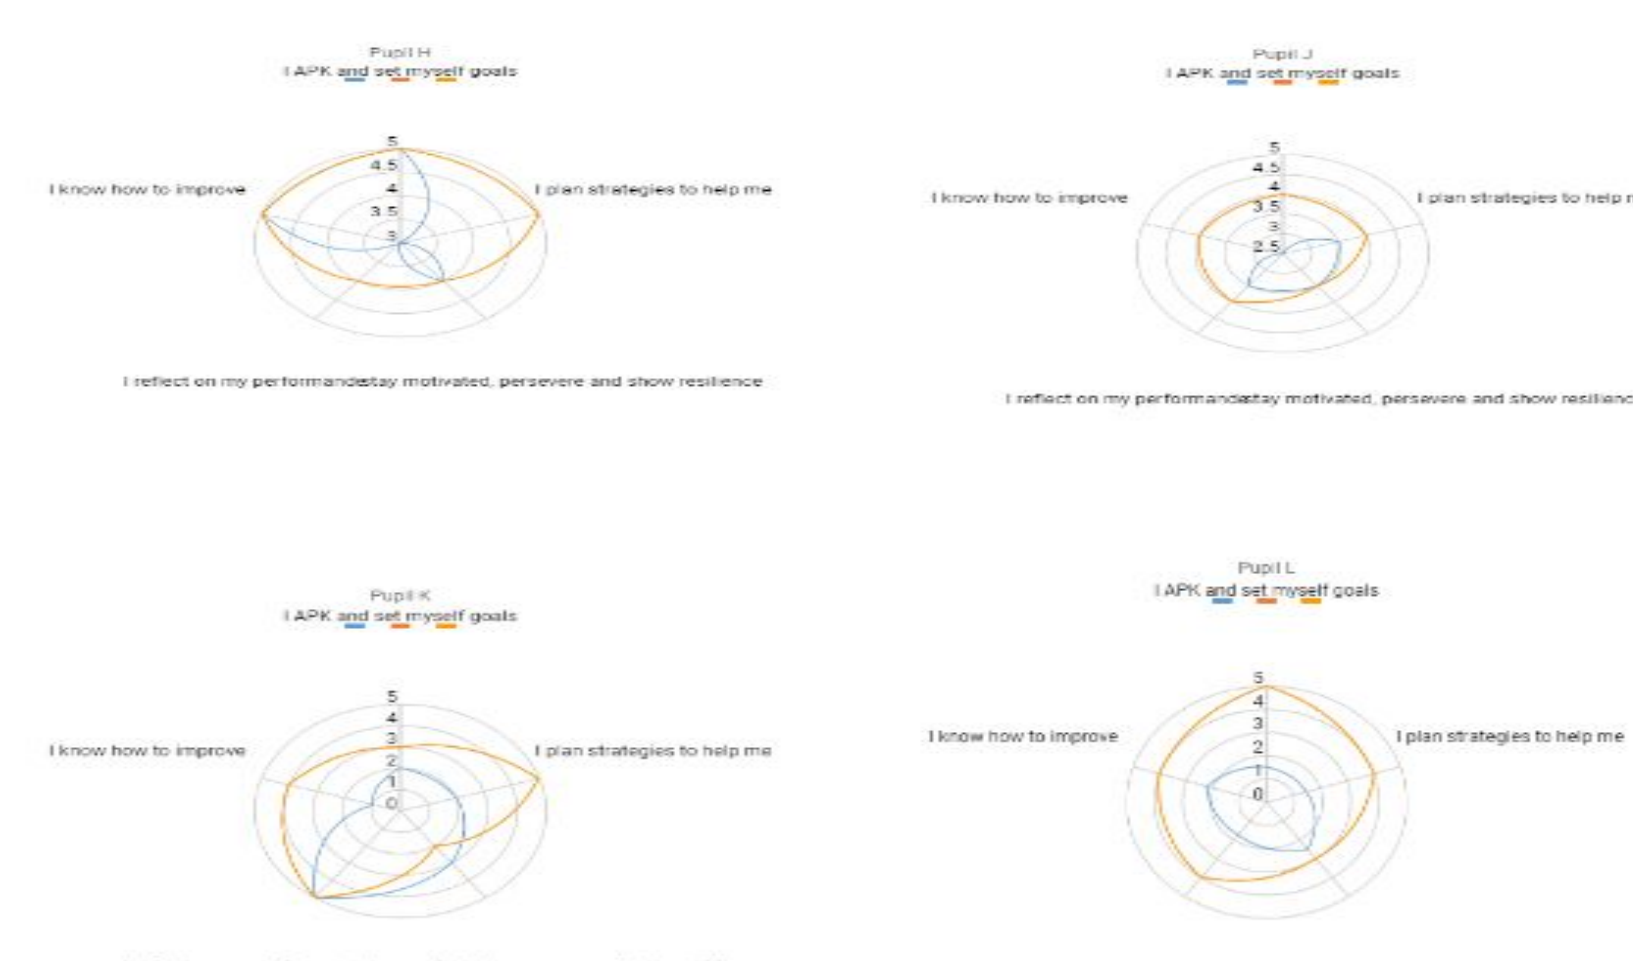 Pupil H
I APK and set myself goals
5
4.5
4
3.5
3
I know how to improve
I plan strategies to help me
I reflect on my performance
stay motivated, persevere and show resilience
Pupil J
I APK and set myself goals
5
4.5
4
3.5
3
2.5
I know how to improve
I plan strategies to help
I reflect on my performance
stay motivated, persevere and show
Pupil K
I APK and set myself goals
5
4
3
2
1
0
I know how to improve
I plan strategies to help me
Pupil L
I APK and set myself goals
5
4
3
2
1
0
I know how to improve
I plan strategies to help me